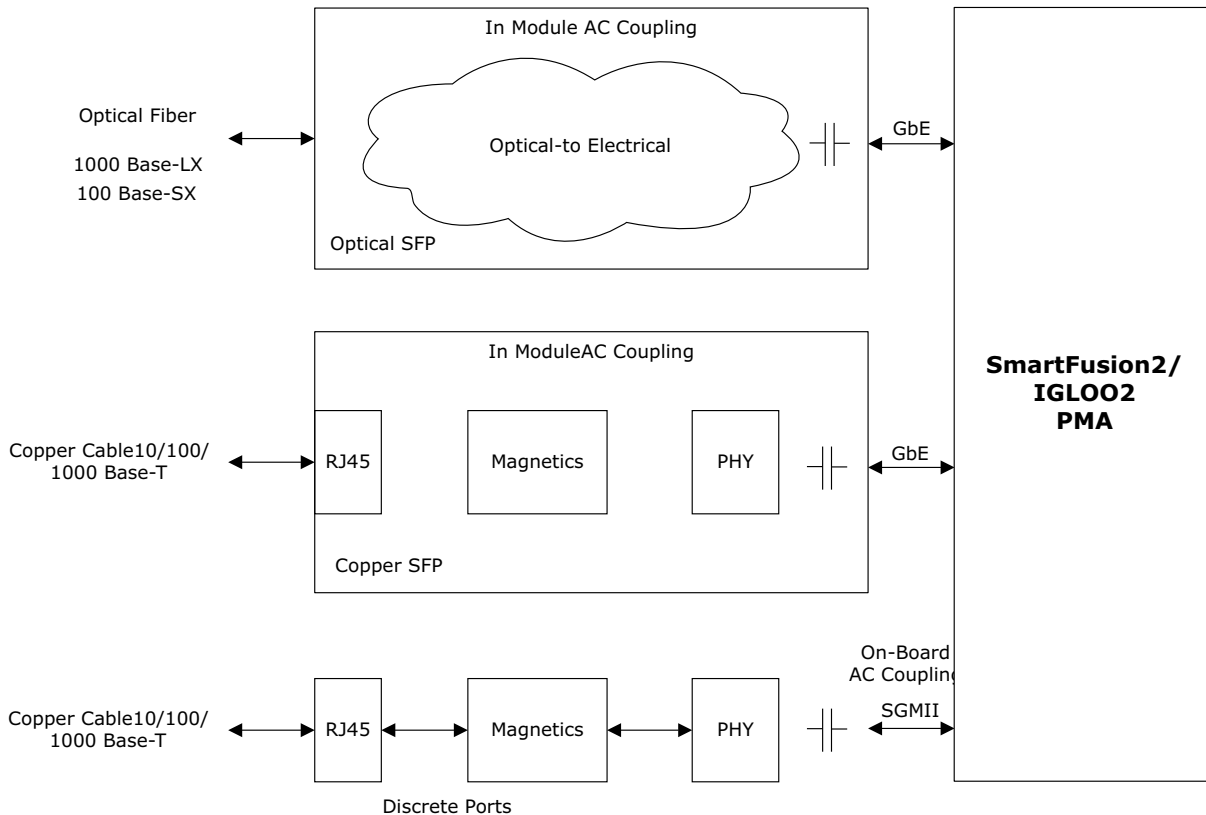 In Module AC Coupling
Optical Fiber
1000 Base-LX
100 Base-SX
Optical-to Electrical
GbE
Optical SFP
In ModuleAC Coupling
SmartFusion2/
IGLOO2
PMA
Copper Cable10/100/
1000 Base-T
RJ45
Magnetics
PHY
GbE
Copper SFP
On-Board
AC Coupling
SGMII
Copper Cable10/100/
1000 Base-T
RJ45
Magnetics
PHY
Discrete Ports